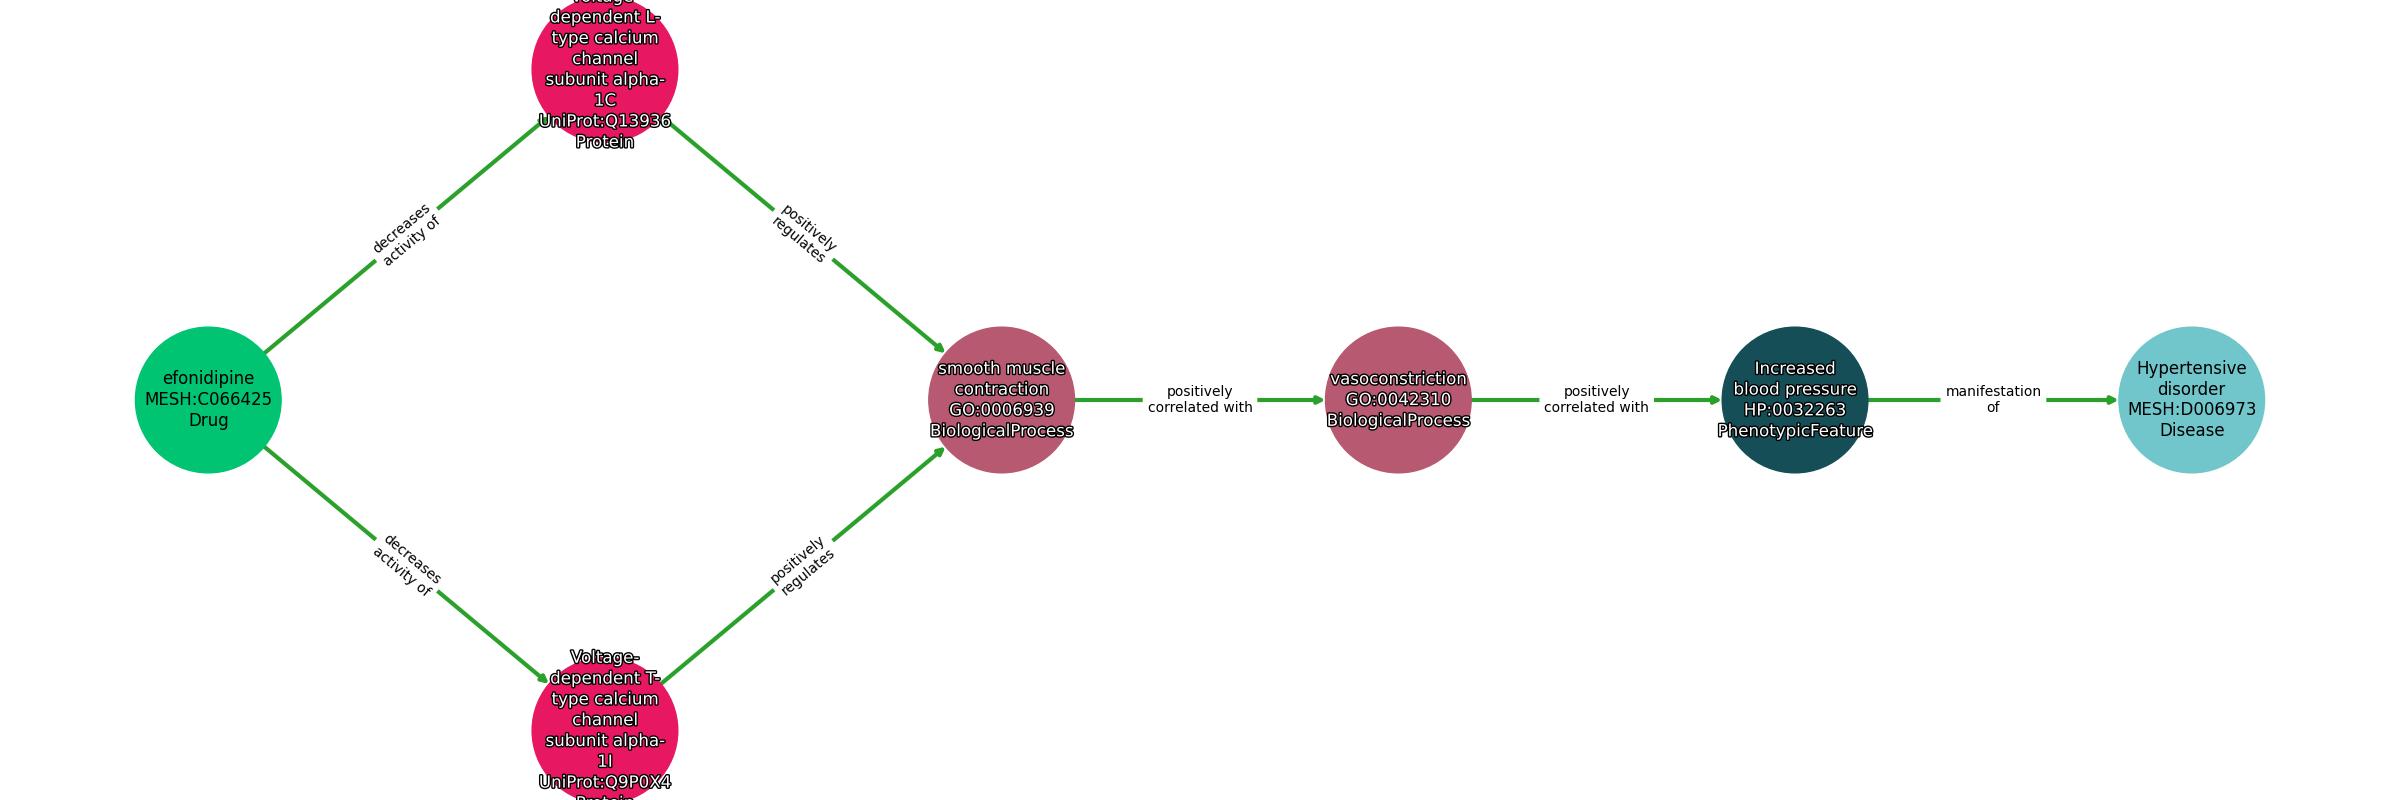 Voltage-
dependent L-
type calcium
channel
subunit alpha-
1C
UniProt:Q13936
Protein
decreases
activity of
positively
regulates
efonidipine
MESH:C066425
Drug
smooth muscle
contraction
GO:0006939
BiologicalProcess
positively
correlated with
vasoconstriction
GO:0042310
BiologicalProcess
positively
correlated with
Increased
blood pressure
HP:0032263
PhenotypicFeature
manifestation
of
Hypertensive
disorder
MESH:D006973
Disease
decreases
activity of
positively
regulates
Voltage-
dependent T-
type calcium
channel
subunit alpha-
1I
UniProt:Q9P0X4
Protein